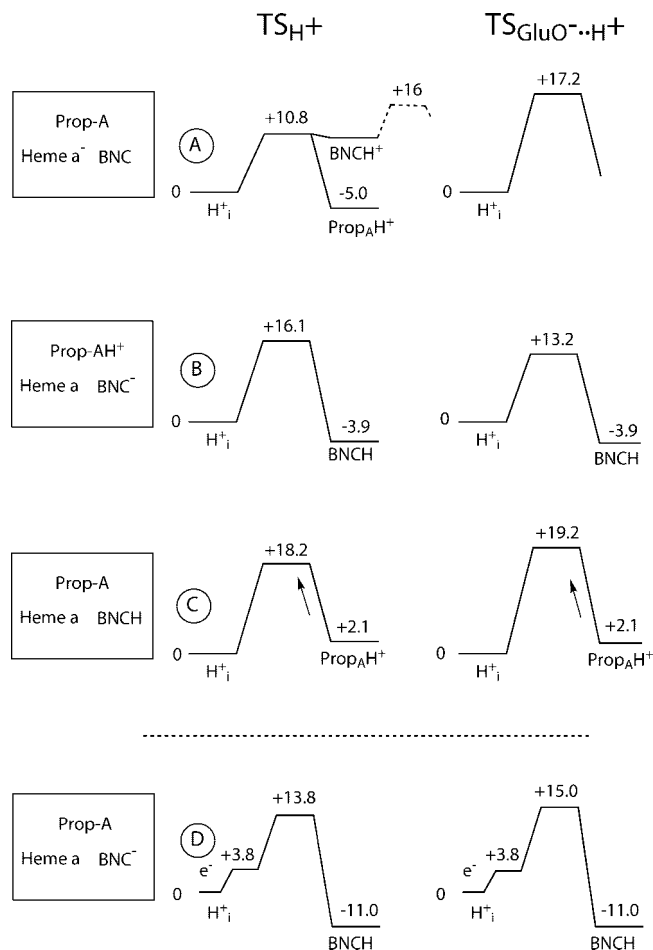 TSH+ TSGluO-··H+
Prop-A
Heme a- BNC
A
0
H+i
+10.8
BNCH+
+16
-5.0
PropAH+
0
H+i
+17.2
Prop-AH+
Heme a BNC-
B
0
H+i
+16.1
-3.9
BNCH
0
H+i
+13.2
-3.9
BNCH
Prop-A
Heme a BNCH
C
0
H+i
+18.2
+2.1
PropAH+
0
H+i
+19.2
+2.1
PropAH+
Prop-A
Heme a BNC-
D
e-
0
H+i
+3.8
+13.8
-11.0
BNCH
e-
0
H+i
+3.8
+15.0
-11.0
BNCH